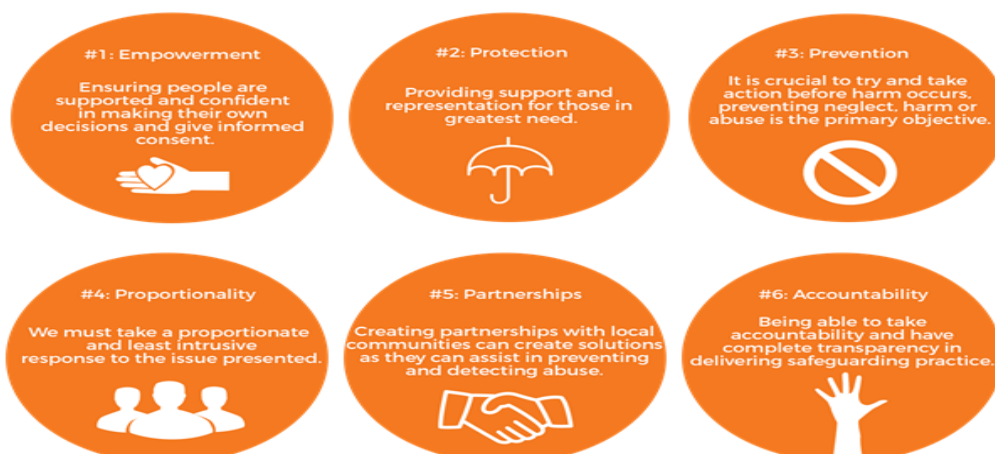 #1: Empowerment
Ensuring people are
supported and confident
in making their own
decisions and give informed
consent.
#2: Protection
Providing support and
representation for those in
greatest need.
#3: Prevention
It is crucial to try and take
action before harm occurs,
preventing neglect, harm or
abuse is the primary objective.
#4: Proportionality
We must take a proportionate
and least intrusive
response to the issue presented.
#5: Partnerships
Creating partnerships with local
communities can create solutions
as they can assist in preventing
and detecting abuse.
#6: Accountability
Being able to take
accountability and have
complete transparency in
delivering safeguarding practice.